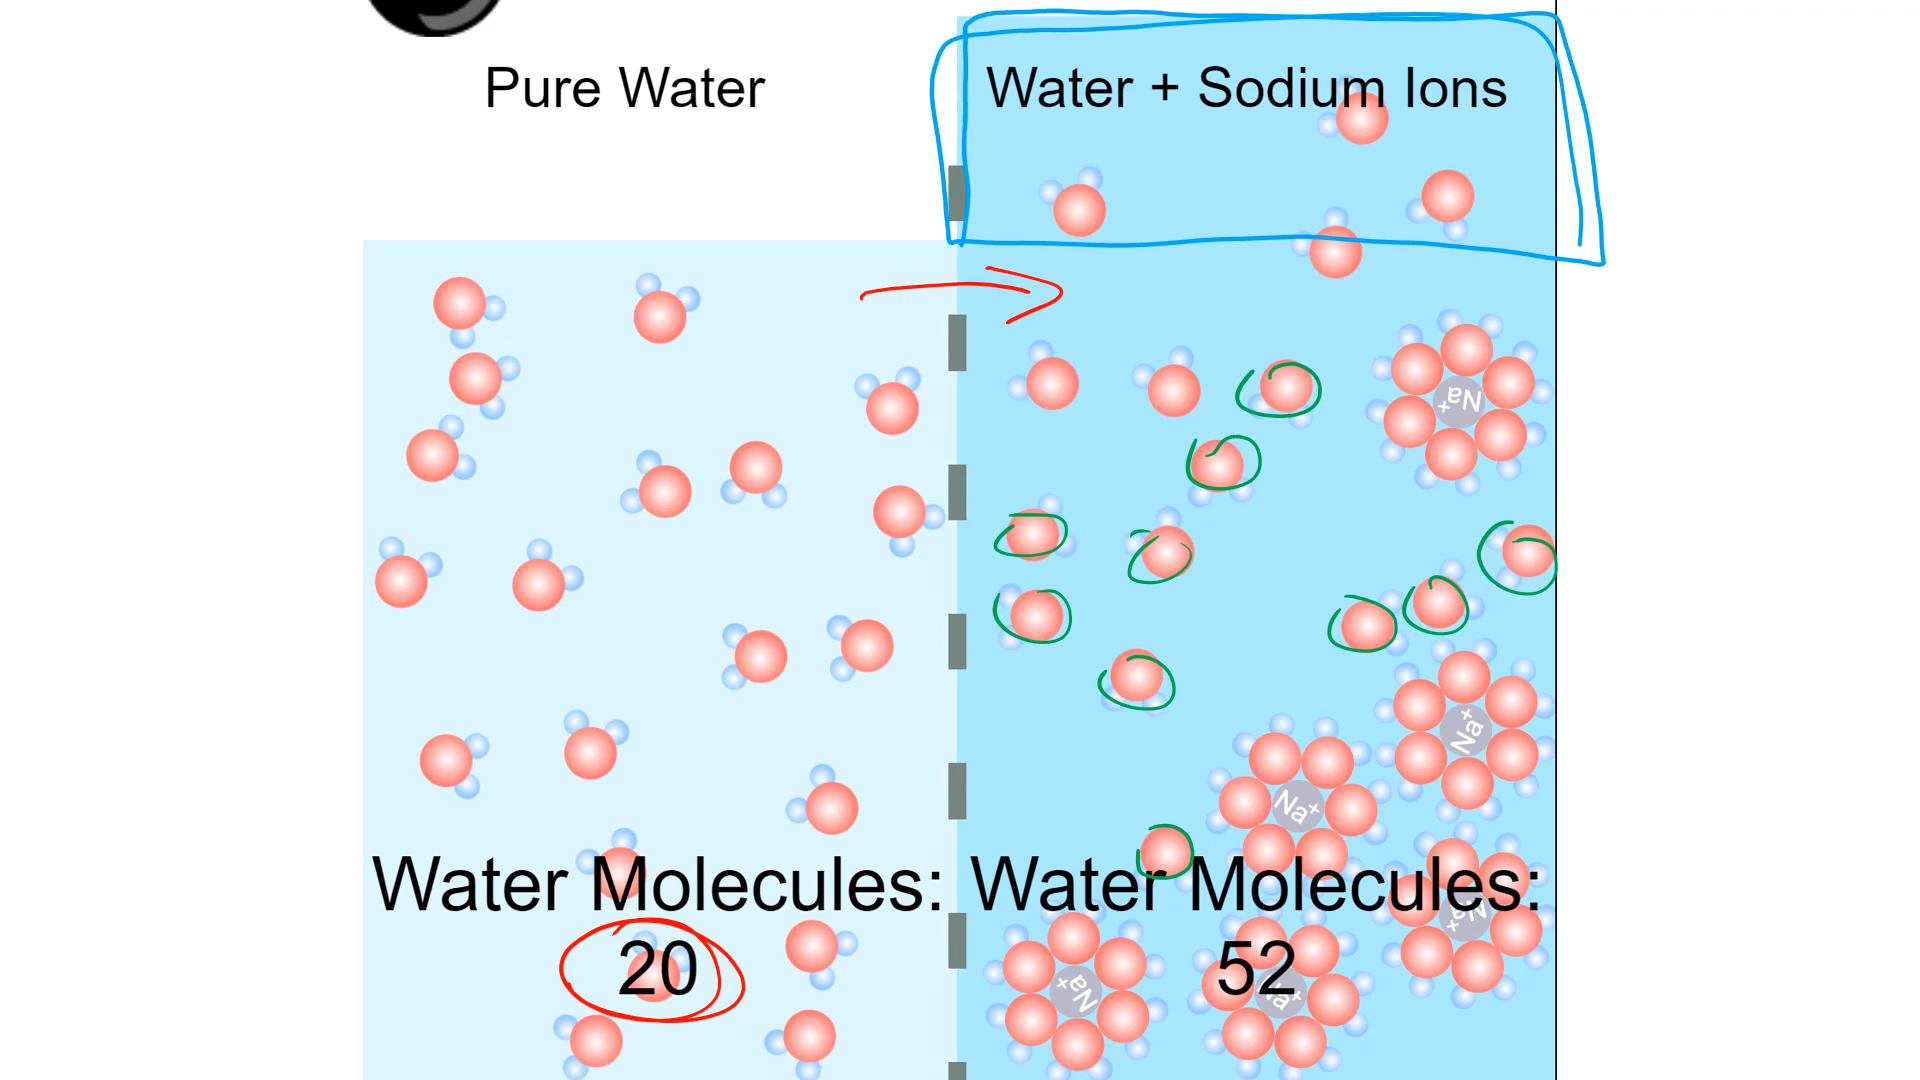 Pure Water
Water + Sodium Ions
Na+
Na+
Na+
Water Molecules:
20
Water Molecules:
52
Na+
Na+
Na+